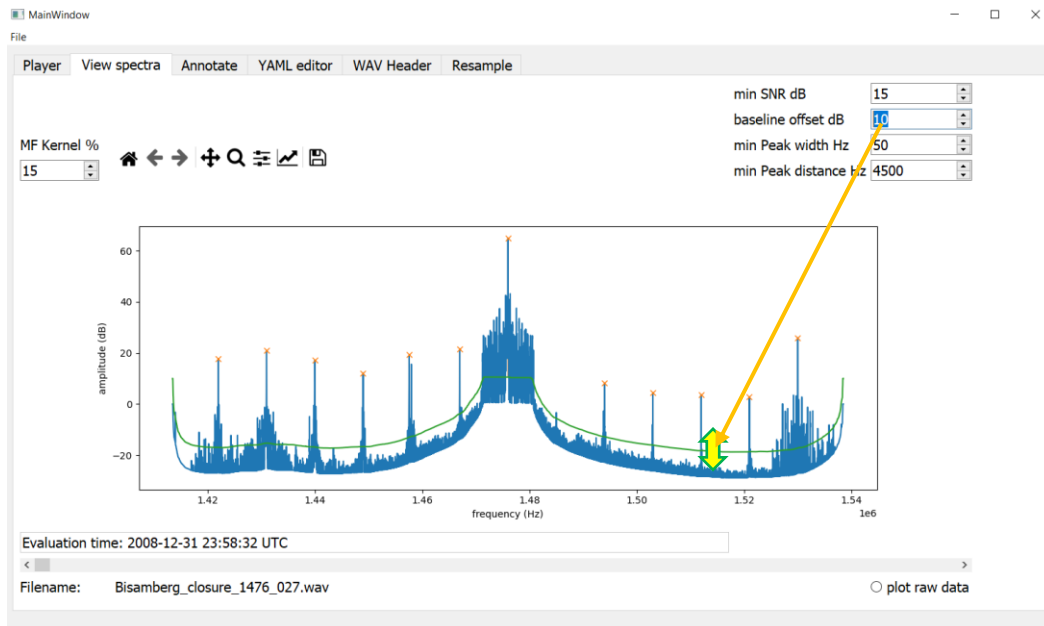 MainWindow
File
Player View spectra Annotate YAML editor WAV Header Resample
min SNR dB 15
baseline offset dB 10
min Peak width Hz 50
min Peak distance Hz 4500
MF Kernel %
15
60
40
20
0
−20
amplitude (dB)
1.42 1.44 1.46 1.48 1.50 1.52 1.54
frequency (Hz)
1e6
Evaluation time: 2008-12-31 23:58:32 UTC
Filename: Bisamberg_closure_1476_027.wav
plot raw data